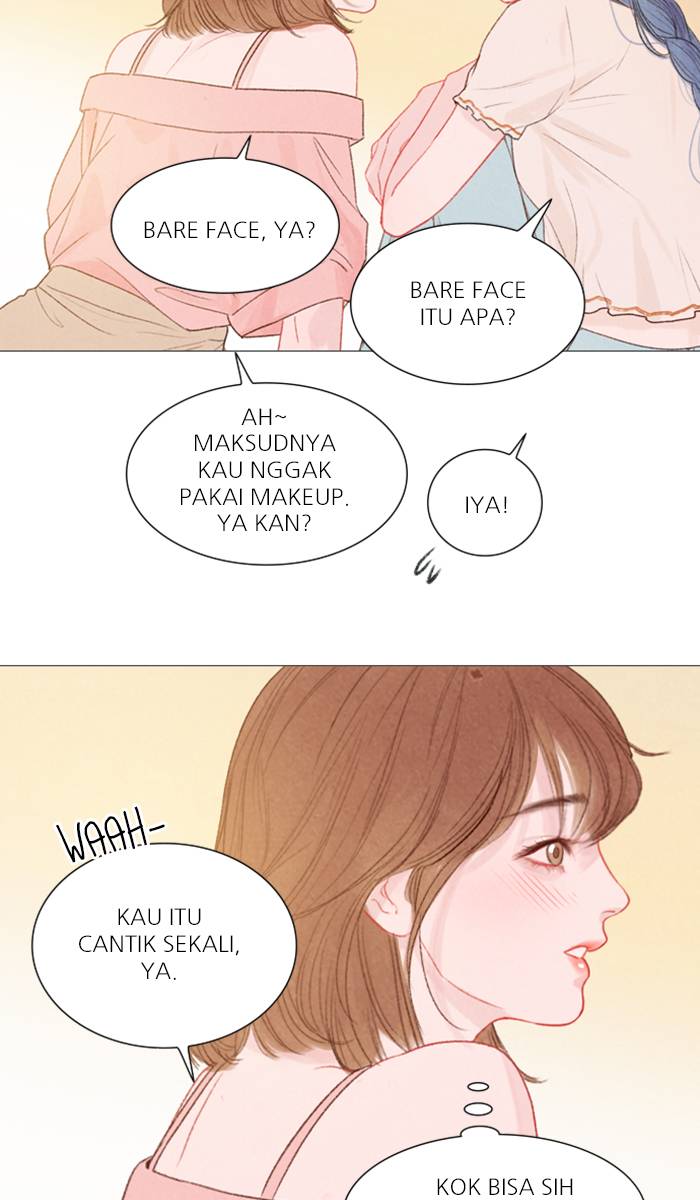 BARE FACE, YA?
BARE FACE
ITU APA?
AH~
MAKSUDNYA
KAU NGGAK
PAKAI MAKEUP.
YA KAN?
IYA!
WAAH-
KAU ITU
CANTIK SEKALI,
YA.
KOK BISA SIH